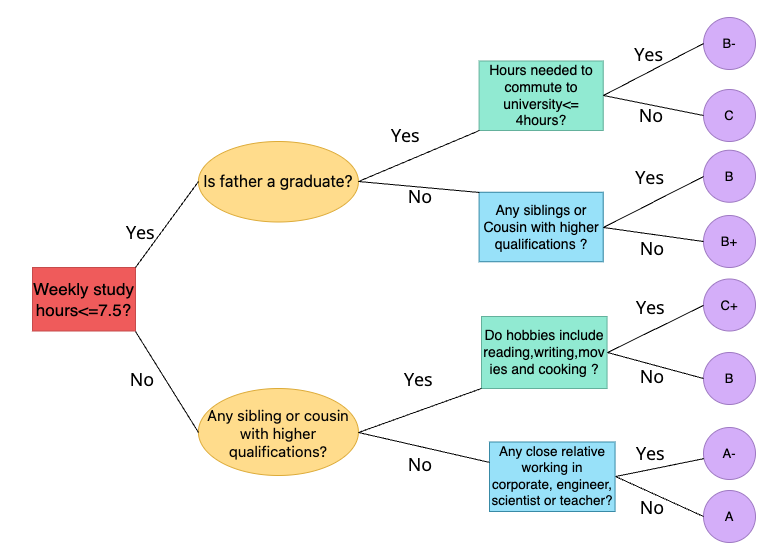 Weekly study
hours<=7.5?
Yes
No
Is father a graduate?
Yes
No
Hours needed to
commute to
university<=
4hours?
Yes
No
B-
C
Any siblings or
Cousin with higher
qualifications ?
Yes
No
B
B+
Any sibling or cousin
with higher
qualifications?
Yes
No
Do hobbies include
reading,writing,mov
ies and cooking ?
Yes
No
C+
B
Any close relative
working in
corporate, engineer,
scientist or teacher?
Yes
No
A-
A